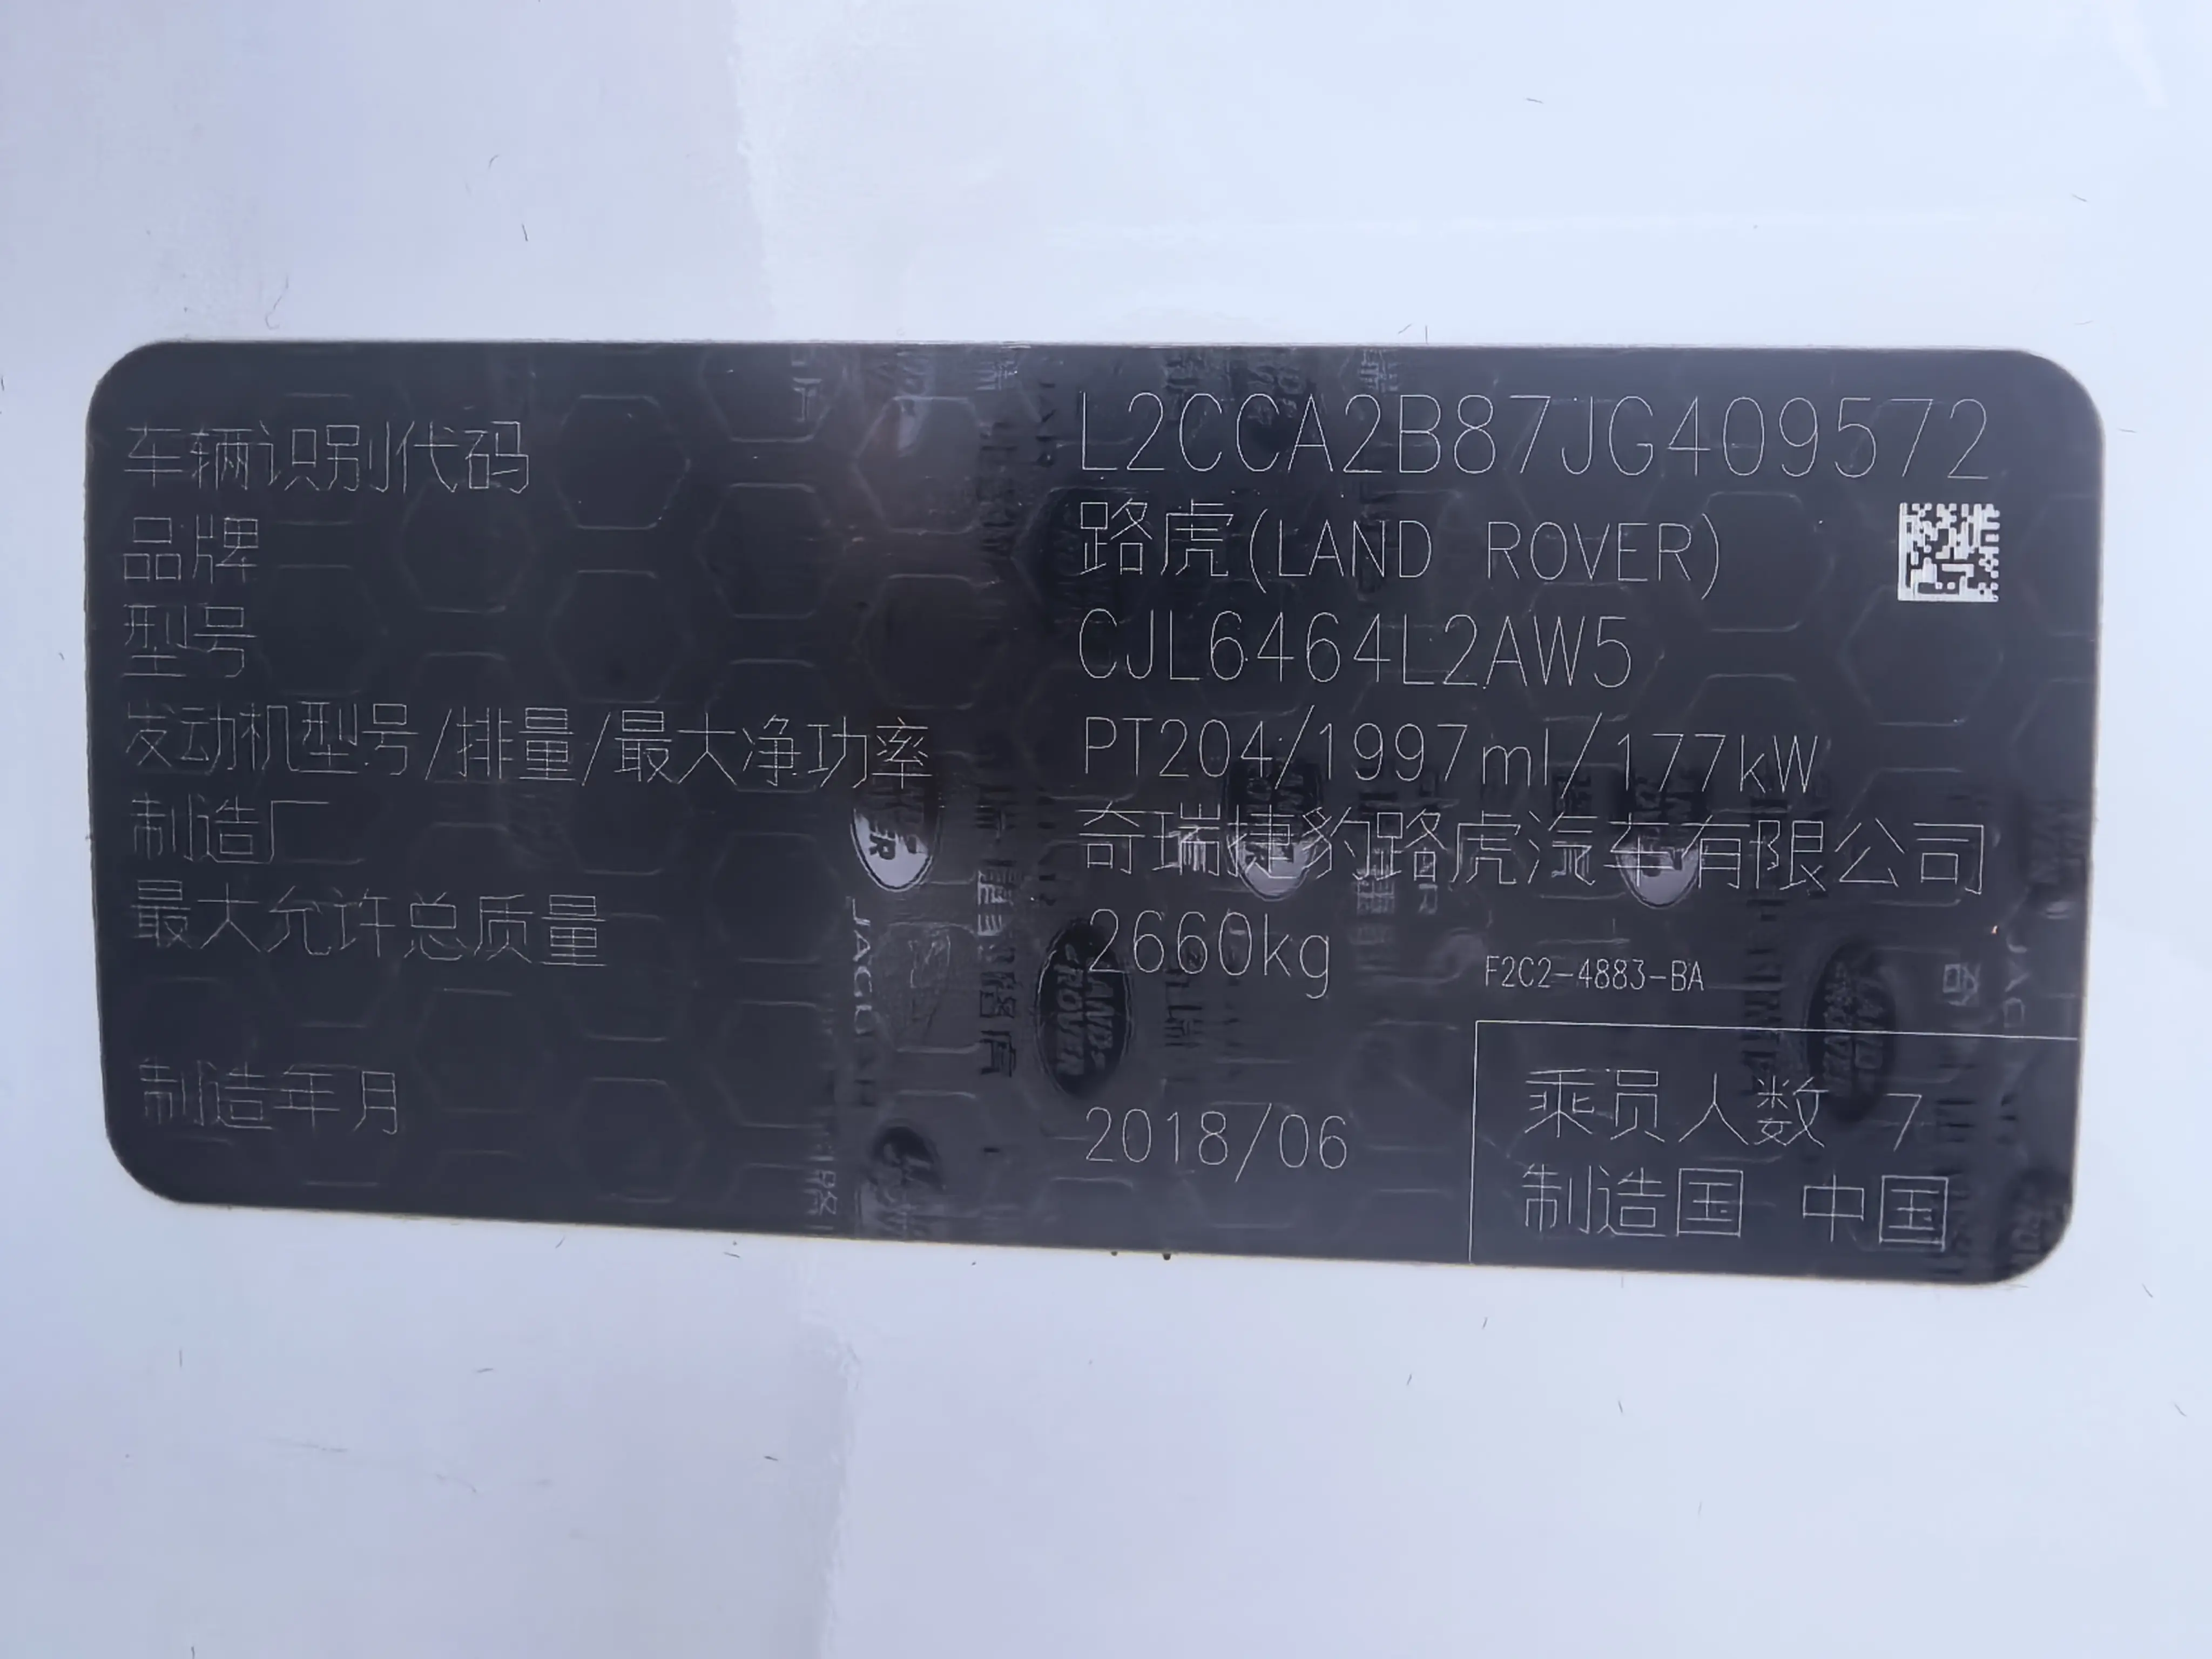 车辆识别代码 L2CCA2B87JG409572
品牌 路虎(LAND ROVER)
型号 CJL6464L2AW5
发动机型号/排量/最大净功率 PT204/1997ml/177kW
制造厂 奇瑞捷豹路虎汽车有限公司
最大允许总质量 2660kg
F2C2-4883-BA
制造年月 2018/06
乘员人数 7
制造国 中国
LAND ROVER
JAGUAR